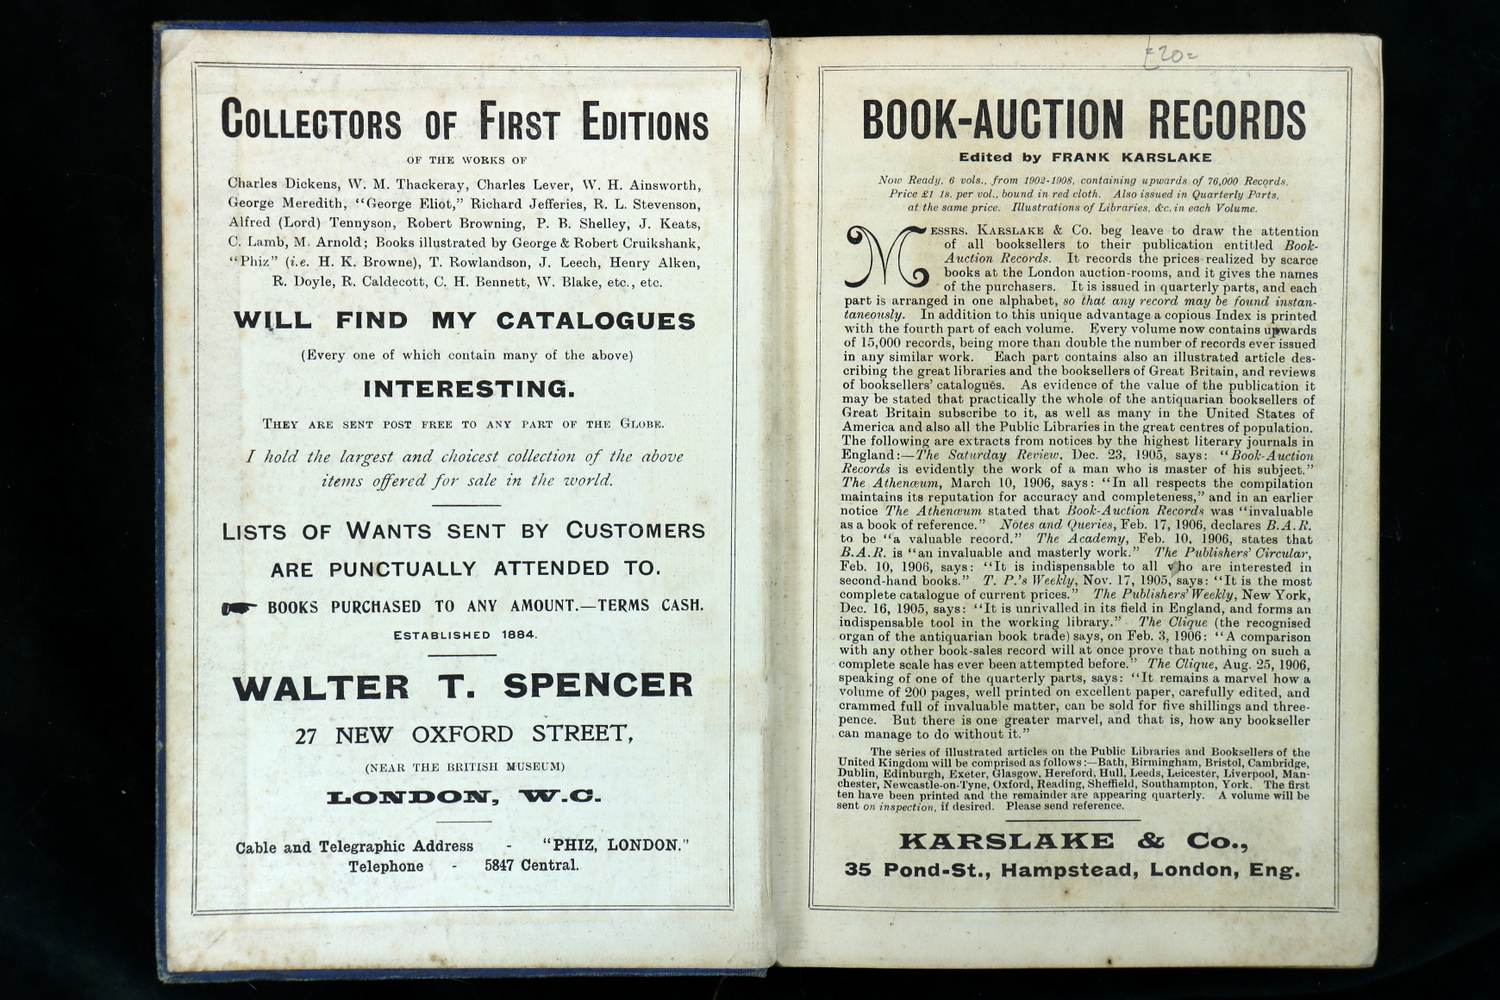 COLLECTORS OF FIRST EDITIONS
OF THE WORKS OF
Charles Dickens, W. M. Thackeray, Charles Lever, W. H. Ainsworth,
George Meredith, "George Eliot," Richard Jefferies, R. L. Stevenson,
Alfred (Lord) Tennyson, Robert Browning, P. B. Shelley, J. Keats,
C. Lamb, M. Arnold; Books illustrated by George & Robert Cruikshank,
"Phiz" (i.e. H. K. Browne), T. Rowlandson, J. Leech, Henry Alken,
R. Doyle, R. Caldecott, C. H. Bennett, W. Blake, etc., etc.
WILL FIND MY CATALOGUES
(Every one of which contain many of the above)
INTERESTING.
THEY ARE SENT POST FREE TO ANY PART OF THE GLOBE.
I hold the largest and choicest collection of the above
items offered for sale in the world.
LISTS OF WANTS SENT BY CUSTOMERS
ARE PUNCTUALLY ATTENDED TO.
BOOKS PURCHASED TO ANY AMOUNT.—TERMS CASH.
ESTABLISHED 1884.
WALTER T. SPENCER
27 NEW OXFORD STREET,
(NEAR THE BRITISH MUSEUM)
LONDON, W.C.
Cable and Telegraphic Address - "PHIZ, LONDON."
Telephone - 5847 Central.
£20=
BOOK-AUCTION RECORDS
Edited by FRANK KARSLAKE
Now Ready, 6 vols., from 1902-1908, containing upwards of 76,000 Records.
Price £1 1s. per vol., bound in red cloth. Also issued in Quarterly Parts,
at the same price. Illustrations of Libraries, &c. in each Volume.
MESSRS. KARSLAKE & Co. beg leave to draw the attention
of all booksellers to their publication entitled Book-
Auction Records. It records the prices realized by scarce
books at the London auction-rooms, and it gives the names
of the purchasers. It is issued in quarterly parts, and each
part is arranged in one alphabet, so that any record may be found instan-
taneously. In addition to this unique advantage a copious Index is printed
with the fourth part of each volume. Every volume now contains upwards
of 15,000 records, being more than double the number of records ever issued
in any similar work. Each part contains also an illustrated article des-
cribing the great libraries and the booksellers of Great Britain, and reviews
of booksellers' catalogues. As evidence of the value of the publication it
may be stated that practically the whole of the antiquarian booksellers of
Great Britain subscribe to it, as well as many in the United States of
America and also all the Public Libraries in the great centres of population.
The following are extracts from notices by the highest literary journals in
England:—The Saturday Review, Dec. 23, 1905, says: "Book-Auction
Records is evidently the work of a man who is master of his subject."
The Athenæum, March 10, 1906, says: "In all respects the compilation
maintains its reputation for accuracy and completeness," and in an earlier
notice The Athenæum stated that Book-Auction Records was "invaluable
as a book of reference." Notes and Queries, Feb. 17, 1906, declares B.A.R.
to be "a valuable record." The Academy, Feb. 10, 1906, states that
B.A.R. is "an invaluable and masterly work." The Publishers' Circular,
Feb. 10, 1906, says: "It is indispensable to all who are interested in
second-hand books." T. P.'s Weekly, Nov. 17, 1905, says: "It is the most
complete catalogue of current prices." The Publishers' Weekly, New York,
Dec. 16, 1905, says: "It is unrivalled in its field in England, and forms an
indispensable tool in the working library." The Clique (the recognised
organ of the antiquarian book trade) says, on Feb. 3, 1906: "A comparison
with any other book-sales record will at once prove that nothing on such a
complete scale has ever been attempted before." The Clique, Aug. 25, 1906,
speaking of one of the quarterly parts, says: "It remains a marvel how a
volume of 200 pages, well printed on excellent paper, carefully edited, and
crammed full of invaluable matter, can be sold for five shillings and three-
pence. But there is one greater marvel, and that is, how any bookseller
can manage to do without it."
The series of illustrated articles on the Public Libraries and Booksellers of the
United Kingdom will be comprised as follows:—Bath, Birmingham, Bristol, Cambridge,
Dublin, Edinburgh, Exeter, Glasgow, Hereford, Hull, Leeds, Leicester, Liverpool, Man-
chester, Newcastle-on-Tyne, Oxford, Reading, Sheffield, Southampton, York. The first
ten have been printed and the remainder are appearing quarterly. A volume will be
sent on inspection, if desired. Please send reference.
KARSLAKE & Co.,
35 Pond-St., Hampstead, London, Eng.